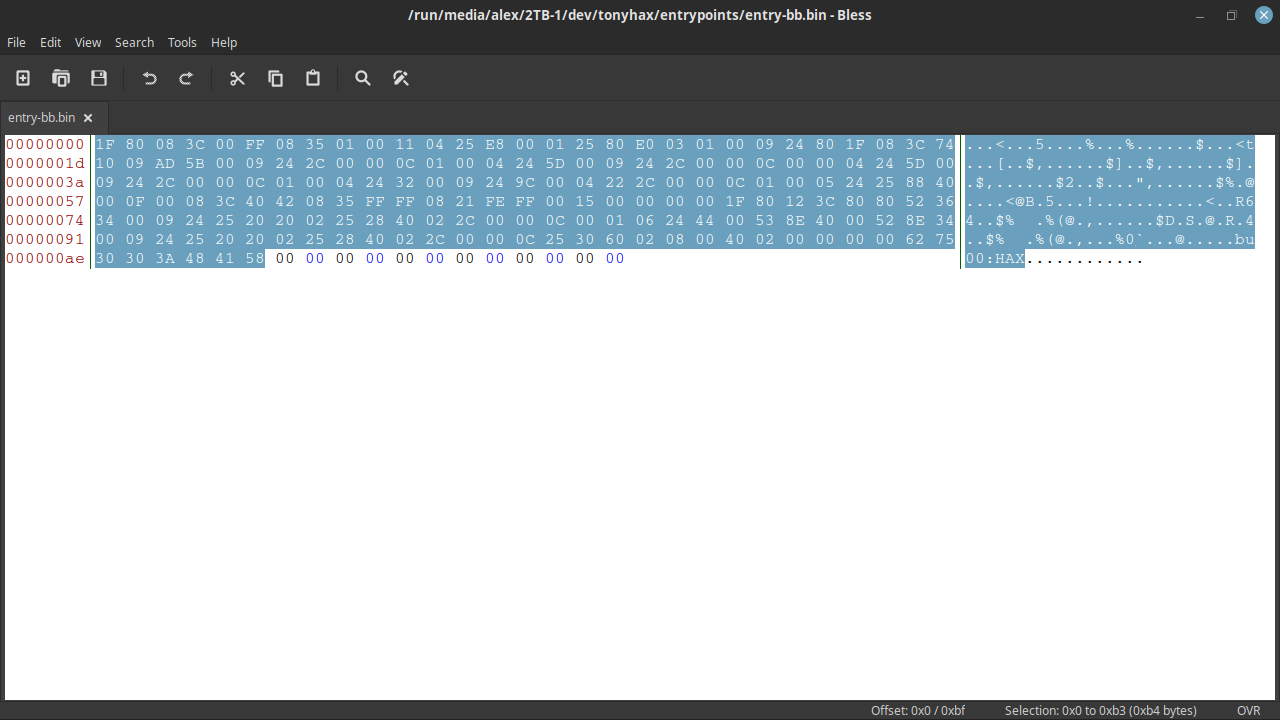 /run/media/alex/2TB-1/dev/tonyhax/entrypoints/entry-bb.bin - Bless
File Edit View Search Tools Help
entry-bb.bin
00000000 1F 80 08 3C 00 FF 08 35 01 00 11 04 25 E8 00 01 25 80 E0 03 01 00 09 24 80 1F 08 3C 74 ...<...5....%...%......$...<t
0000001d 10 09 AD 5B 00 09 24 2C 00 00 0C 01 00 04 24 5D 00 09 24 2C 00 00 0C 00 00 04 24 5D 00 ...[..$,......$]..$,......$].
0000003a 09 24 2C 00 00 0C 01 00 04 24 32 00 09 24 9C 00 04 22 2C 00 00 0C 01 00 05 24 25 88 40 .$,......$2..$...",......$%.@
00000057 00 0F 00 08 3C 40 42 08 35 FF FF 08 21 FE FF 00 15 00 00 00 00 1F 80 12 3C 80 80 52 36 ....<@B.5...!...........<..R6
00000074 34 00 09 24 25 20 20 02 25 28 40 02 2C 00 00 0C 00 01 06 24 44 00 53 8E 40 00 52 8E 34 4..$%  .%(@.,......$D.S.@.R.4
00000091 00 09 24 25 20 20 02 25 28 40 02 2C 00 00 0C 25 30 60 02 08 00 40 02 00 00 00 00 62 75 ..$%  .%(@.,...%0`...@.....bu
000000ae 30 30 3A 48 41 58 00 00 00 00 00 00 00 00 00 00 00 00 00:HAX............
Offset: 0x0 / 0xbf Selection: 0x0 to 0xb3 (0xb4 bytes) OVR